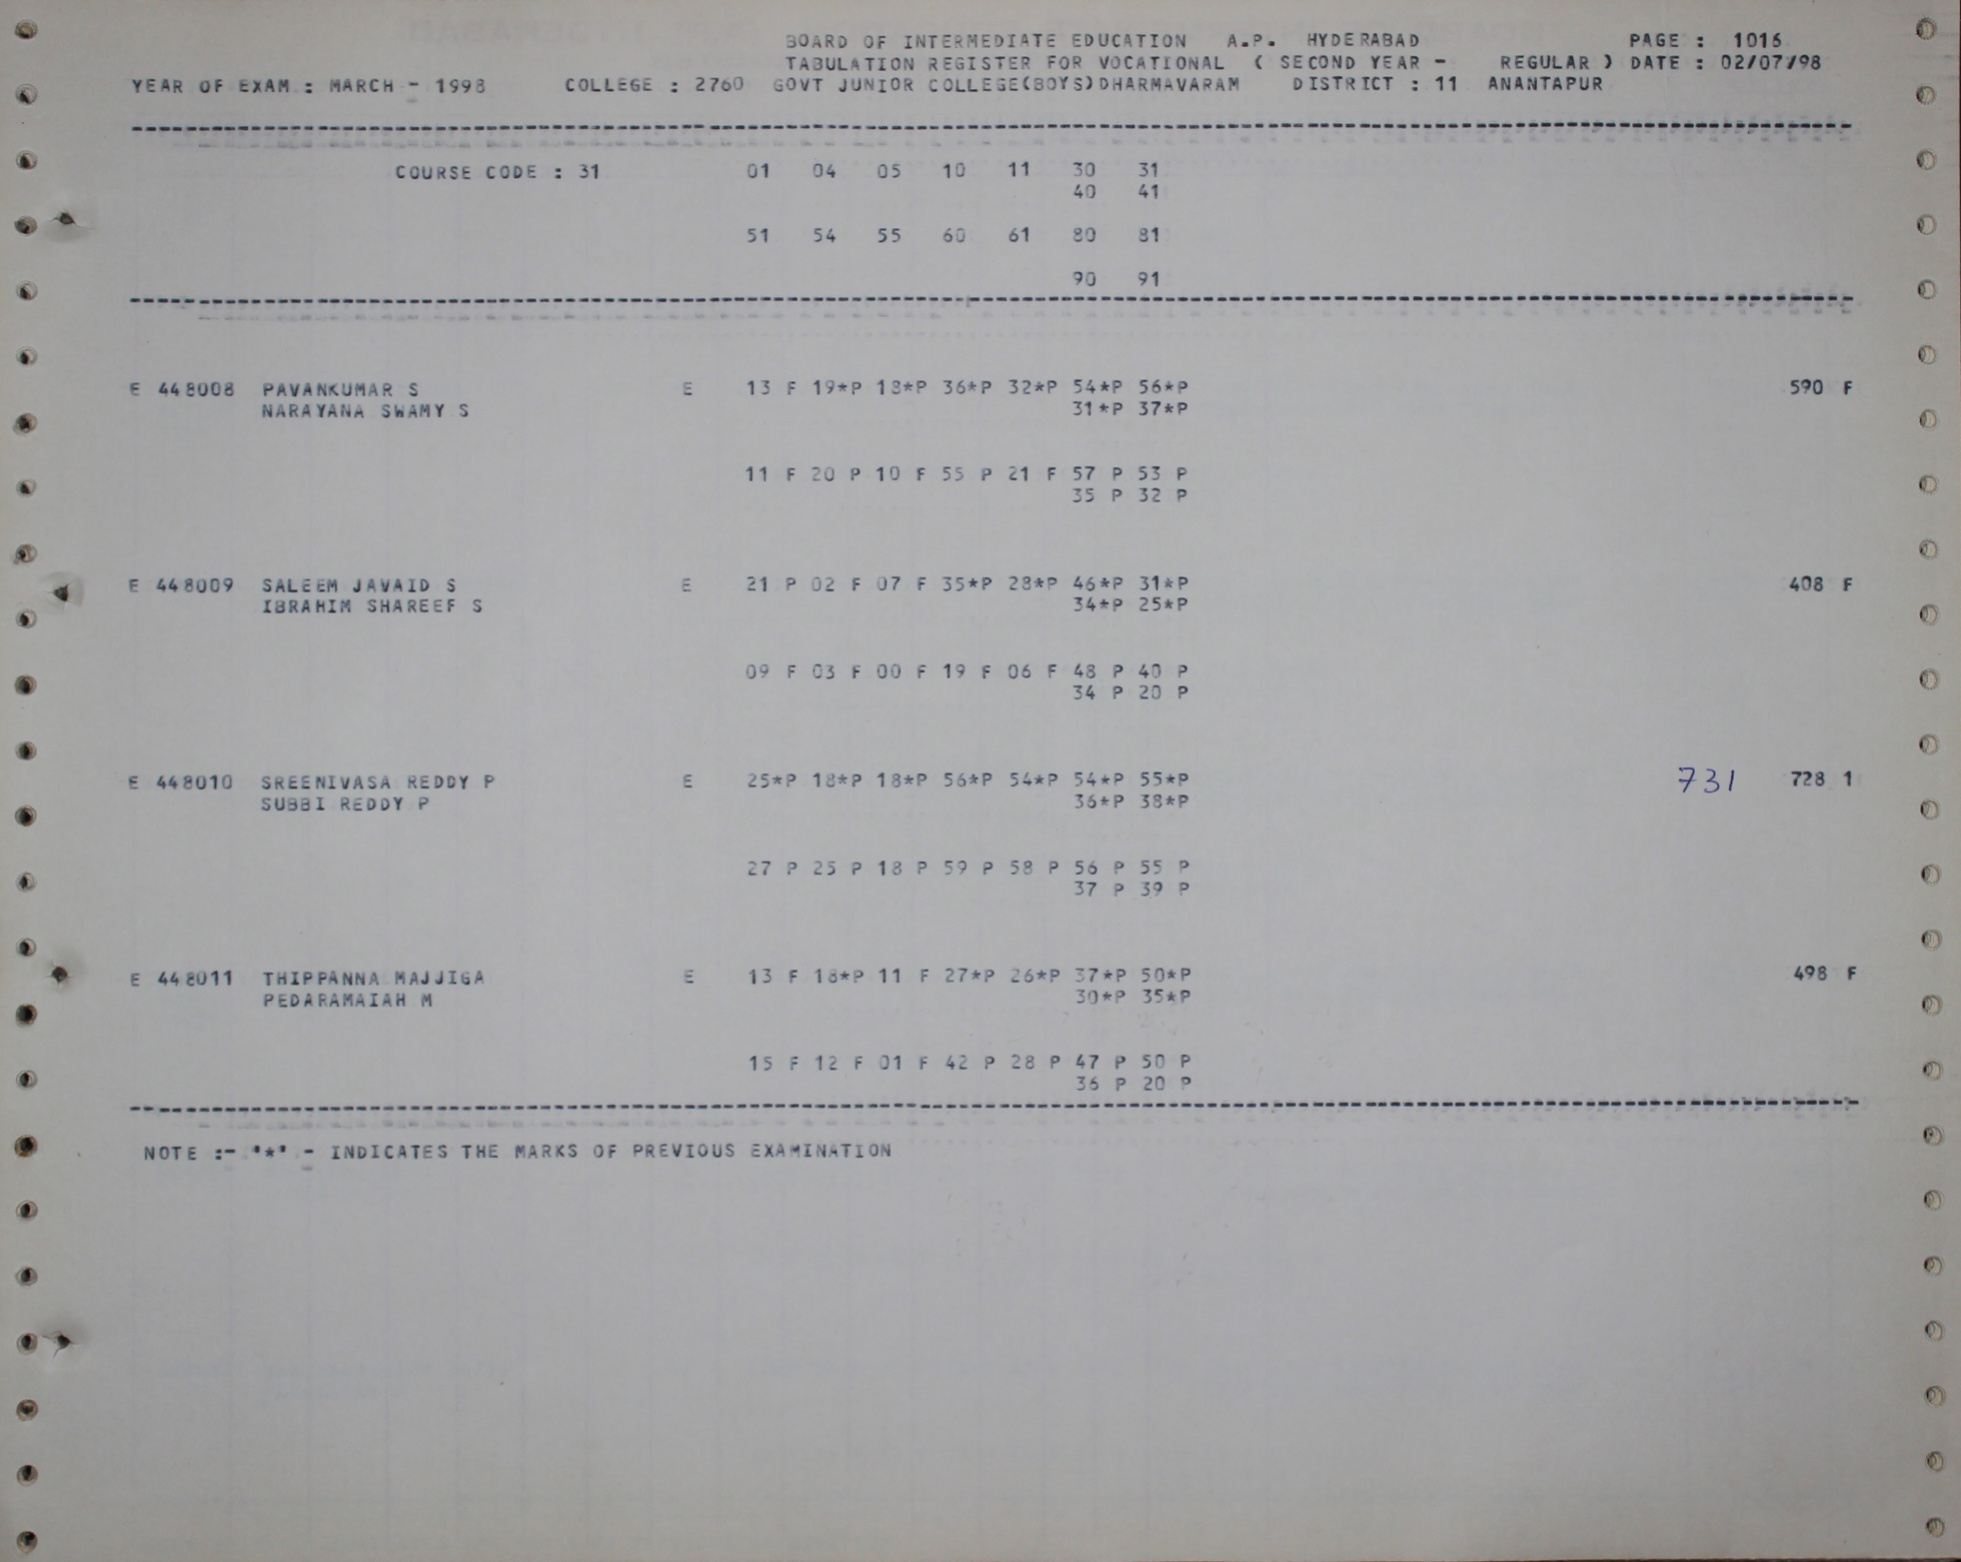 BOARD OF INTERMEDIATE EDUCATION A.P. HYDERABAD PAGE : 1016
TABULATION REGISTER FOR VOCATIONAL ( SECOND YEAR - REGULAR ) DATE : 02/07/98
YEAR OF EXAM : MARCH - 1998 COLLEGE : 2760 GOVT JUNIOR COLLEGE(BOYS)DHARMAVARAM DISTRICT : 11 ANANTAPUR
COURSE CODE : 31 01 04 05 10 11 30 31
40 41
51 54 55 60 61 80 81
90 91
E 448008 PAVANKUMAR S E 13 F 19*P 18*P 36*P 32*P 54*P 56*P 590 F
NARAYANA SWAMY S 31*P 37*P
11 F 20 P 10 F 55 P 21 F 57 P 53 P
35 P 32 P
E 448009 SALEEM JAVAID S E 21 P 02 F 07 F 35*P 28*P 46*P 31*P 408 F
IBRAHIM SHAREEF S 34*P 25*P
09 F 03 F 00 F 19 F 06 F 48 P 40 P
34 P 20 P
E 448010 SREENIVASA REDDY P E 25*P 18*P 18*P 56*P 54*P 54*P 55*P 731 728 1
SUBBI REDDY P 36*P 38*P
27 P 25 P 18 P 59 P 58 P 56 P 55 P
37 P 39 P
E 448011 THIPPANNA MAJJIGA E 13 F 18*P 11 F 27*P 26*P 37*P 50*P 498 F
PEDARAMAIAH M 30*P 35*P
15 F 12 F 01 F 42 P 28 P 47 P 50 P
36 P 20 P
NOTE :- '*' - INDICATES THE MARKS OF PREVIOUS EXAMINATION